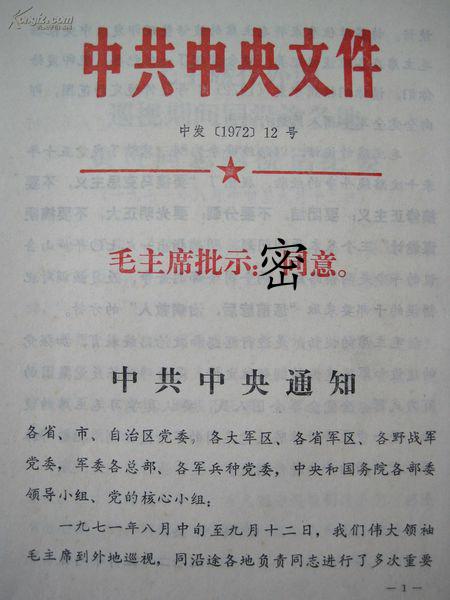 中共中央文件
中发〔1972〕12号
毛主席批示：密同意。
中共中央通知
各省、市、自治区党委，各大军区、各省军区、各野战军
党委，军委各总部、各军兵种党委，中央和国务院各部委
领导小组、党的核心小组：
一九七一年八月中旬至九月十二日，我们伟大领袖
毛主席到外地巡视，同沿途各地负责同志进行了多次重要
— 1 —